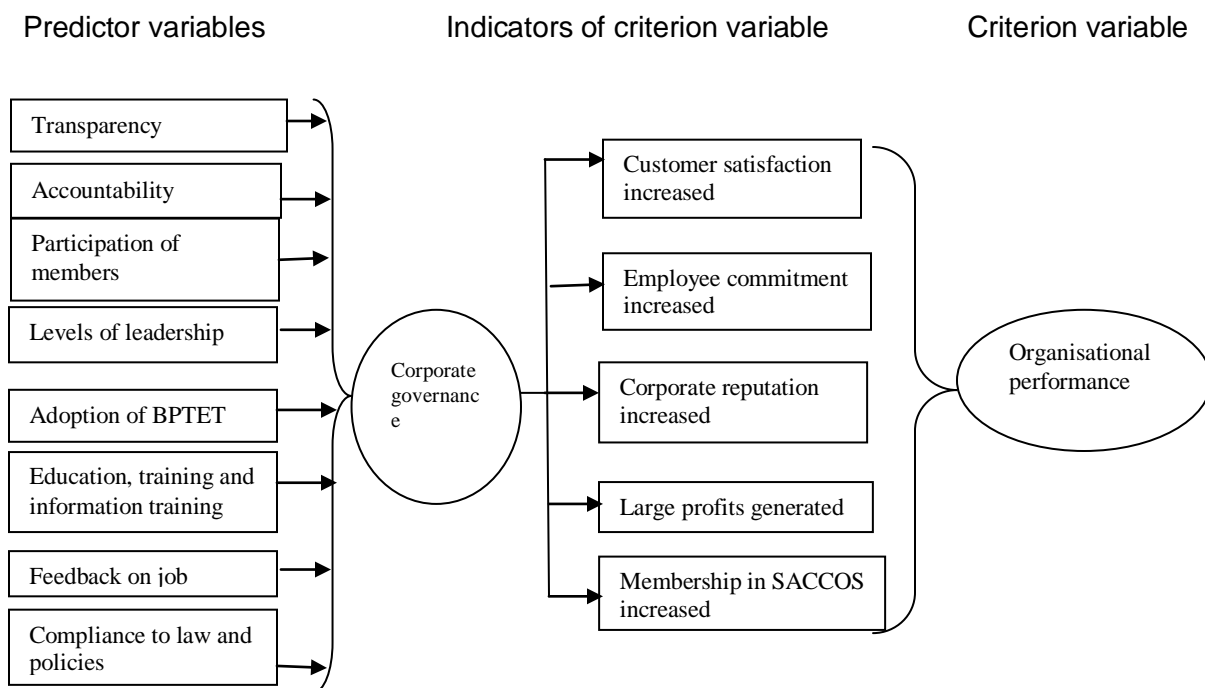 Predictor variables
Indicators of criterion variable
Criterion variable
Transparency
Accountability
Participation of
members
Levels of leadership
Adoption of BPTET
Education, training and
information training
Feedback on job
Compliance to law and
policies
Corporate
governanc
e
Customer satisfaction
increased
Employee commitment
increased
Corporate reputation
increased
Large profits generated
Membership in SACCOS
increased
Organisational
performance